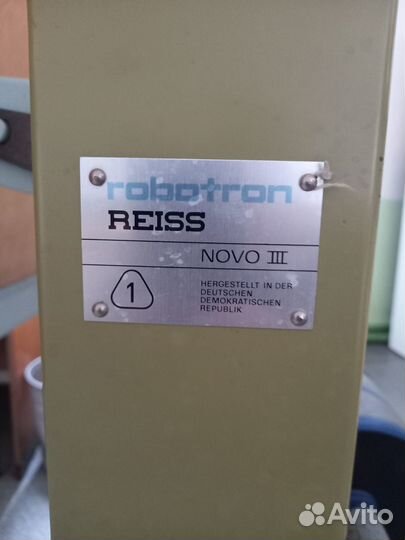 robotron
REISS
NOVO III
1
HERGESTELLT IN DER
DEUTSCHEN
DEMOKRATISCHEN
REPUBLIK
Avito